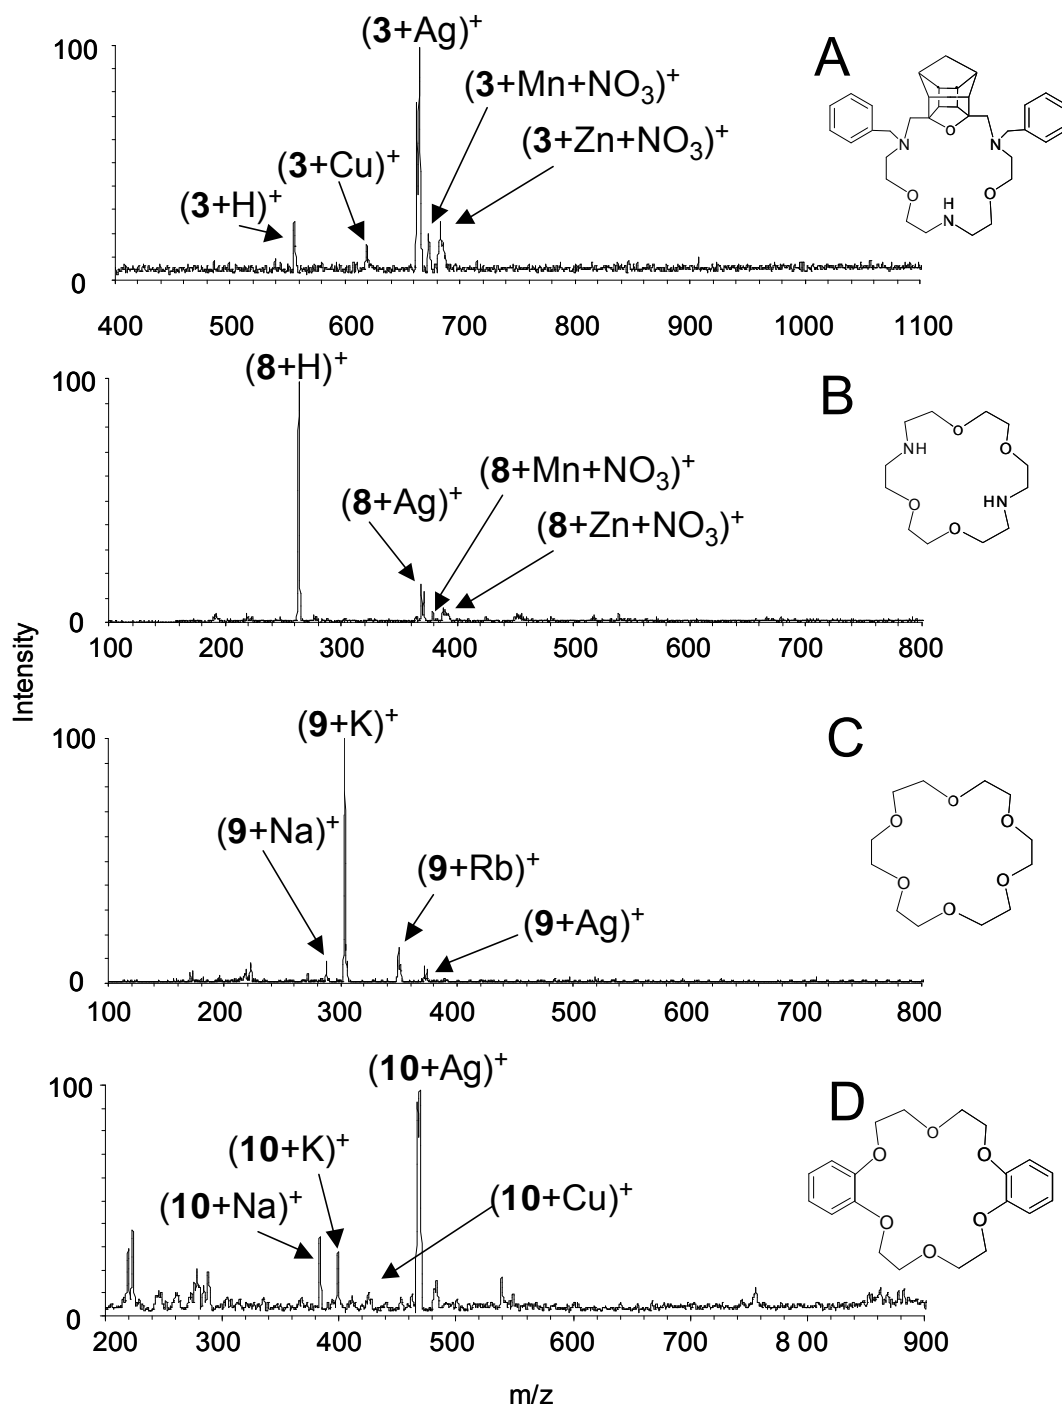 (3+Ag)⁺
A
100
(3+Mn+NO₃)⁺
(3+Zn+NO₃)⁺
(3+Cu)⁺
(3+H)⁺
O
N
N
O
O
H
N
0
400 500 600 700 800 900 1000 1100
(8+H)⁺
100
B
O
NH
O
(8+Mn+NO₃)⁺
(8+Ag)⁺
HN
O
(8+Zn+NO₃)⁺
O
0
100 200 300 400 500 600 700 800
Intensity
(9+K)⁺
100
C
O
(9+Na)⁺
O
O
(9+Rb)⁺
O
O
(9+Ag)⁺
O
0
100 200 300 400 500 600 700 800
(10+Ag)⁺
100
D
O
(10+K)⁺
O
O
(10+Na)⁺
(10+Cu)⁺
O
O
O
0
200 300 400 500 600 700 8 00 900
m/z